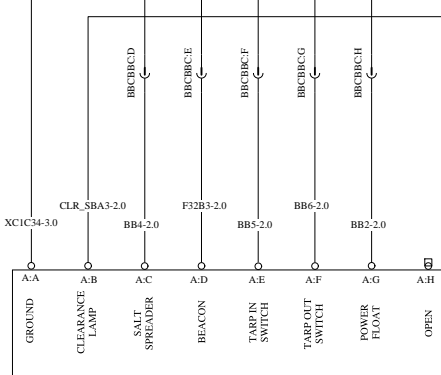 BBCBBC:D
BBCBBC:E
BBCBBC:F
BBCBBC:G
BBCBBC:H
CLR_SBA3-2.0
F32B3-2.0
BB6-2.0
XC1C34-3.0
BB4-2.0
BB5-2.0
BB2-2.0
A:A
A:B
A:C
A:D
A:E
A:F
A:G
A:H
GROUND
CLEARANCE
LAMP
SALT
SPREADER
BEACON
TARP IN
SWITCH
TARP OUT
SWITCH
POWER
FLOAT
OPEN